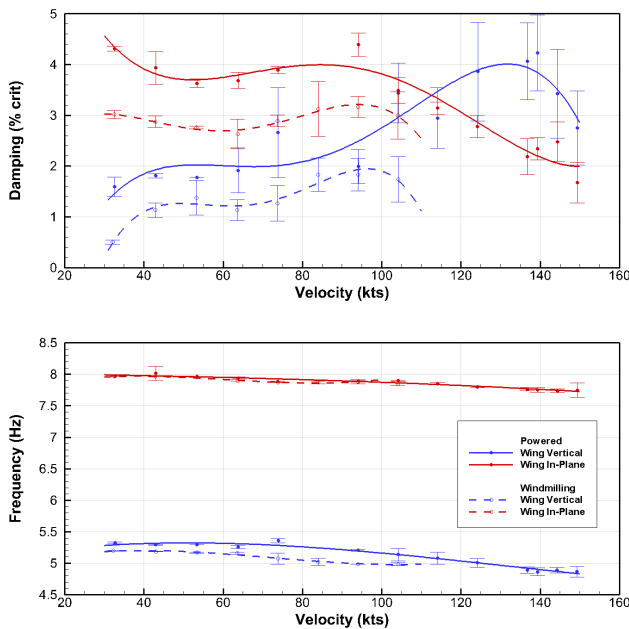 Damping (% crit)
5
4
3
2
1
0
20 40 60 80 100 120 140 160
Velocity (kts)
Frequency (Hz)
8.5
8
7.5
7
6.5
6
5.5
5
4.5
Powered
Wing Vertical
Wing In-Plane
Windmilling
Wing Vertical
Wing In-Plane
20 40 60 80 100 120 140 160
Velocity (kts)